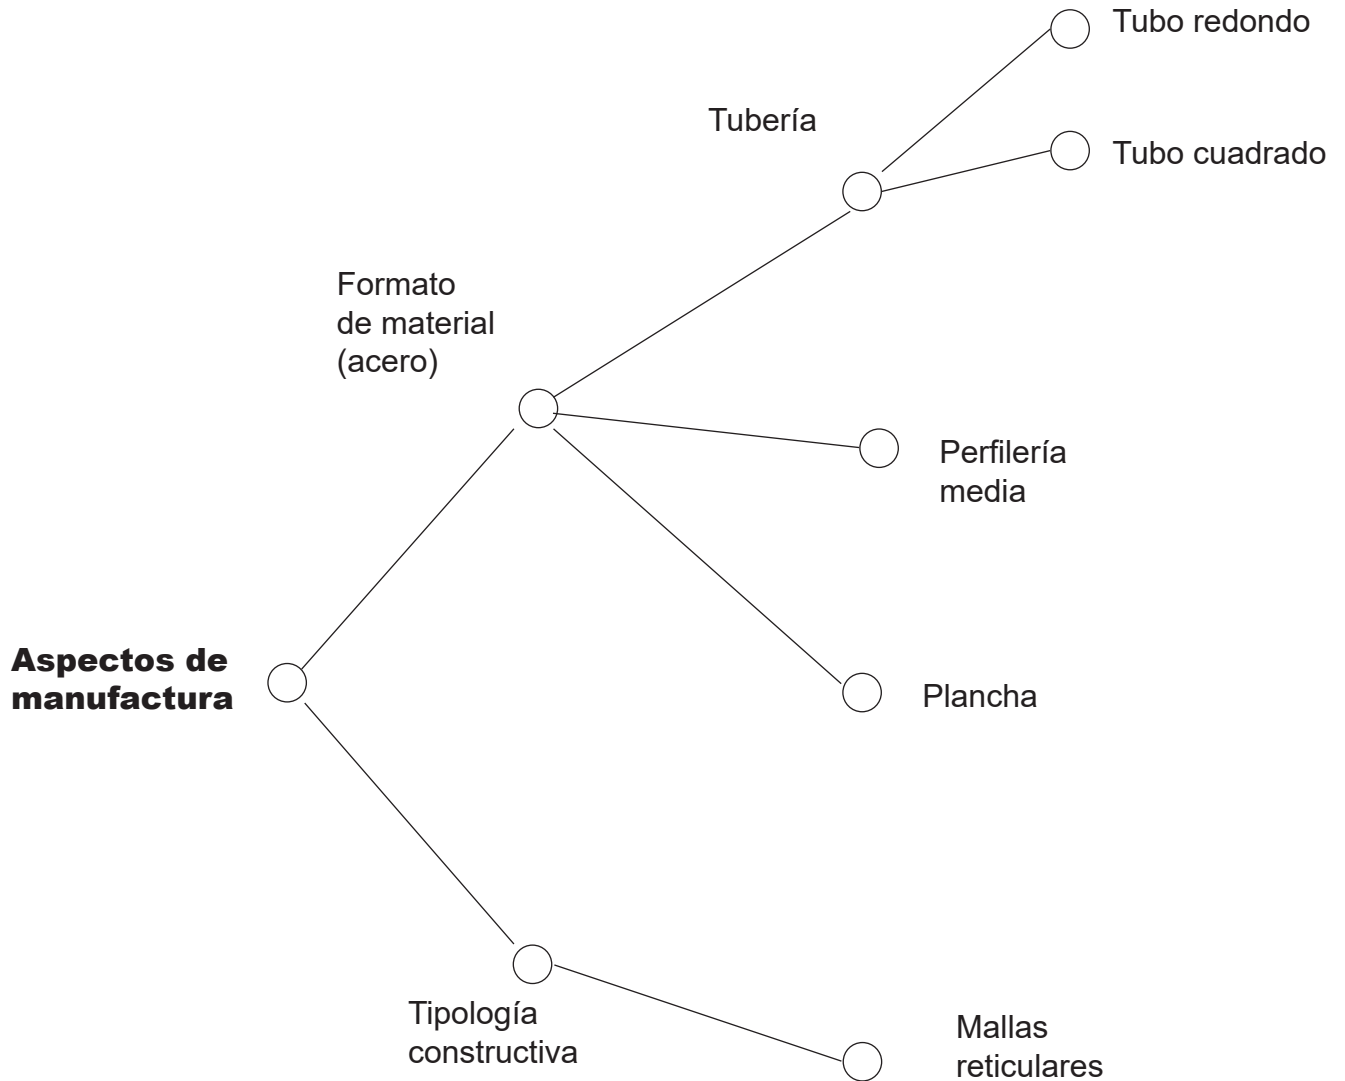 Tubo redondo
Tubería
Tubo cuadrado
Formato
de material
(acero)
Perfilería
media
Aspectos de
manufactura
Plancha
Tipología
constructiva
Mallas
reticulares